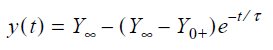 y(t) = Y∞ − (Y∞ − Y₀₊)e^−t/τ